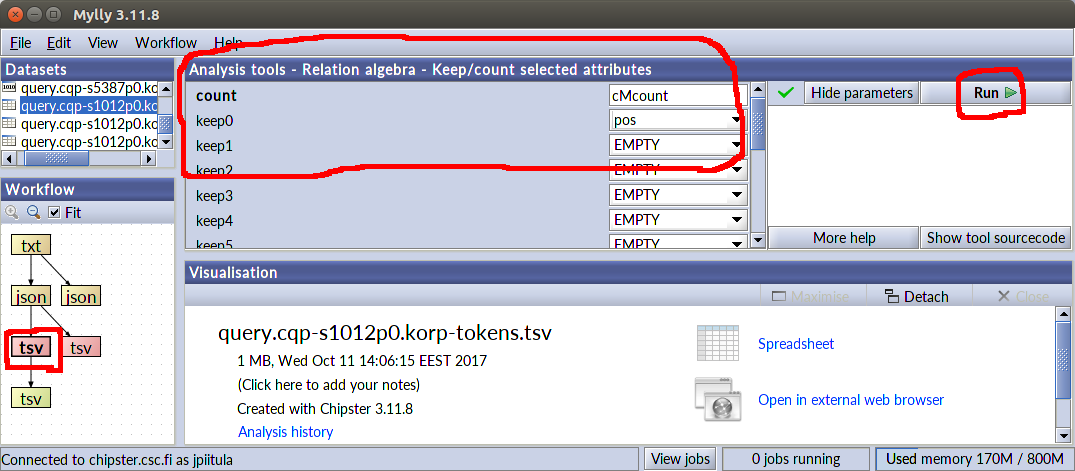 Mylly 3.11.8
File Edit View Workflow Help
Datasets
query.cqp-s5387p0.kor
query.cqp-s1012p0.kc
query.cqp-s1012p0.kc
query.cqp-s1012p0.kc
Workflow
Fit
txt
json json
tsv tsv
tsv
Analysis tools - Relation algebra - Keep/count selected attributes
count cMcount
keep0 pos
keep1 EMPTY
keep2 EMPTY
keep3 EMPTY
keep4 EMPTY
keep5 EMPTY
Hide parameters Run
More help Show tool sourcecode
Visualisation
Maximise Detach Close
query.cqp-s1012p0.korp-tokens.tsv
1 MB, Wed Oct 11 14:06:15 EEST 2017
(Click here to add your notes)
Created with Chipster 3.11.8
Analysis history
Spreadsheet
Open in external web browser
Connected to chipster.csc.fi as jpiitula View jobs 0 jobs running Used memory 170M / 800M